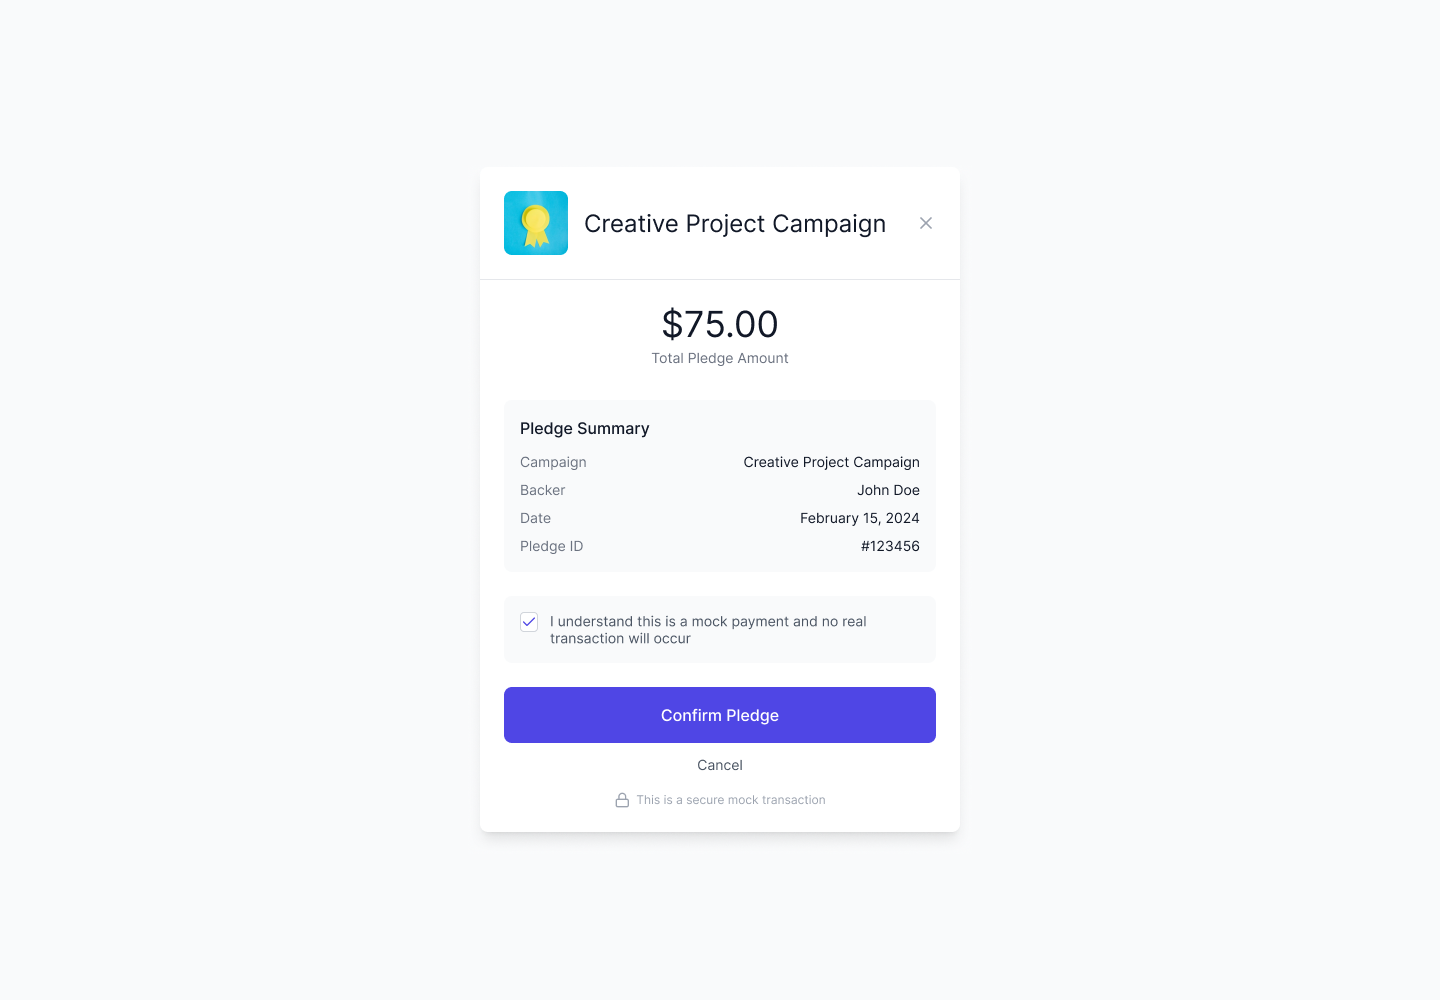 Creative Project Campaign
$75.00
Total Pledge Amount
Pledge Summary
Campaign Creative Project Campaign
Backer John Doe
Date February 15, 2024
Pledge ID #123456
I understand this is a mock payment and no real
transaction will occur
Confirm Pledge
Cancel
This is a secure mock transaction